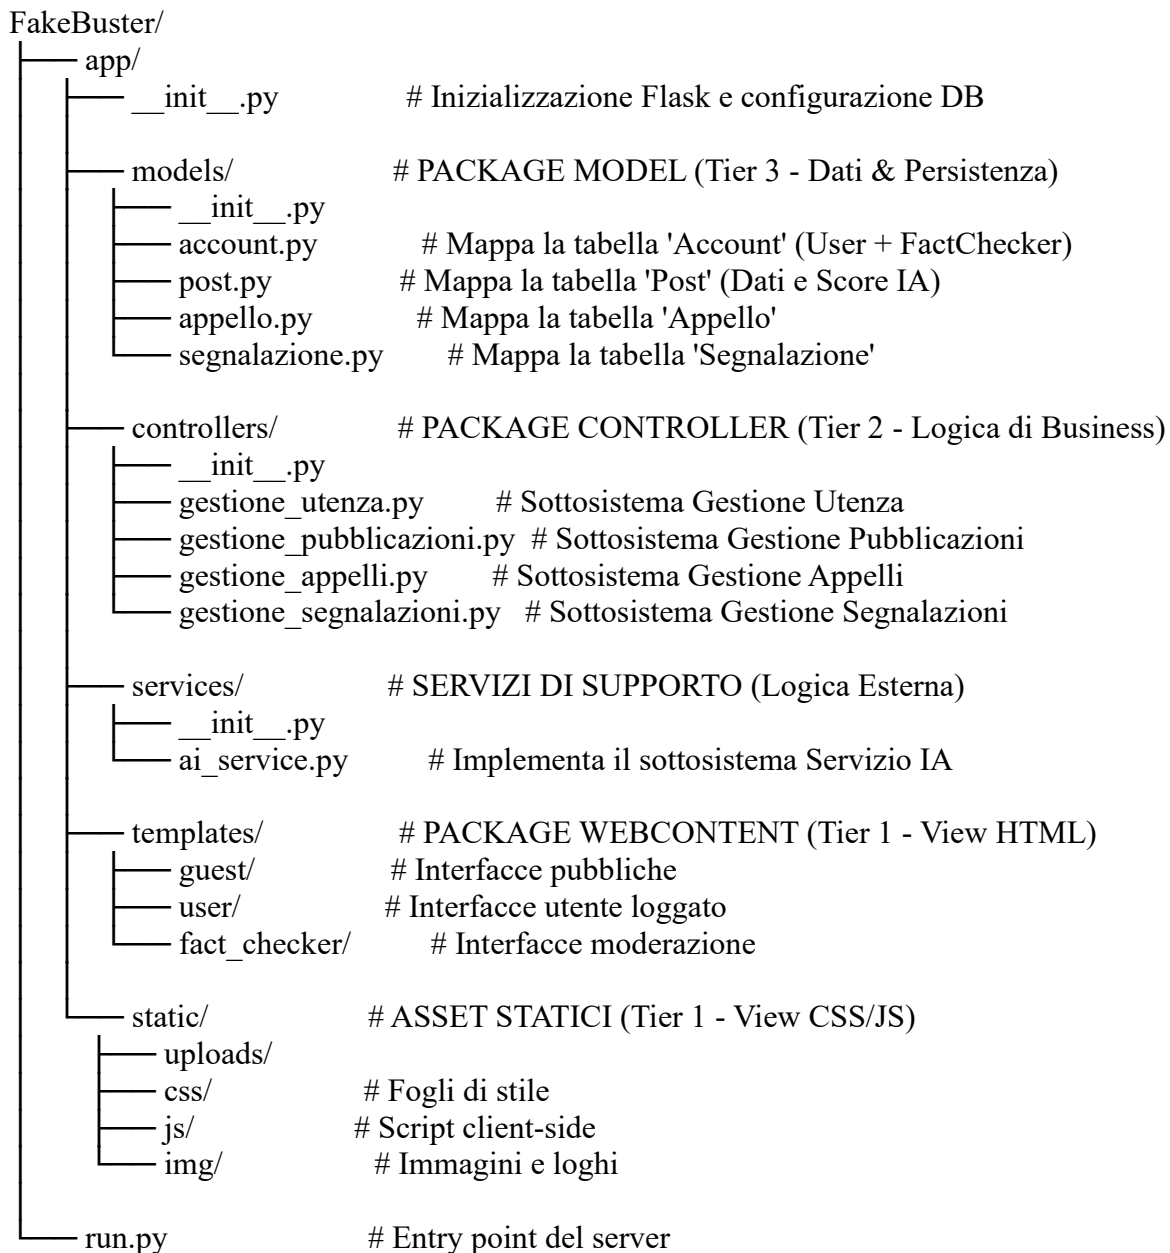 FakeBuster/
app/
__init__.py # Inizializzazione Flask e configurazione DB
models/ # PACKAGE MODEL (Tier 3 - Dati & Persistenza)
__init__.py
account.py # Mappa la tabella 'Account' (User + FactChecker)
post.py # Mappa la tabella 'Post' (Dati e Score IA)
appello.py # Mappa la tabella 'Appello'
segnalazione.py # Mappa la tabella 'Segnalazione'
controllers/ # PACKAGE CONTROLLER (Tier 2 - Logica di Business)
__init__.py
gestione_utenza.py # Sottosistema Gestione Utenza
gestione_pubblicazioni.py # Sottosistema Gestione Pubblicazioni
gestione_appelli.py # Sottosistema Gestione Appelli
gestione_segnalazioni.py # Sottosistema Gestione Segnalazioni
services/ # SERVIZI DI SUPPORTO (Logica Esterna)
__init__.py
ai_service.py # Implementa il sottosistema Servizio IA
templates/ # PACKAGE WEBCONTENT (Tier 1 - View HTML)
guest/ # Interfacce pubbliche
user/ # Interfacce utente loggato
fact_checker/ # Interfacce moderazione
static/ # ASSET STATICI (Tier 1 - View CSS/JS)
uploads/
css/ # Fogli di stile
js/ # Script client-side
img/ # Immagini e loghi
run.py # Entry point del server